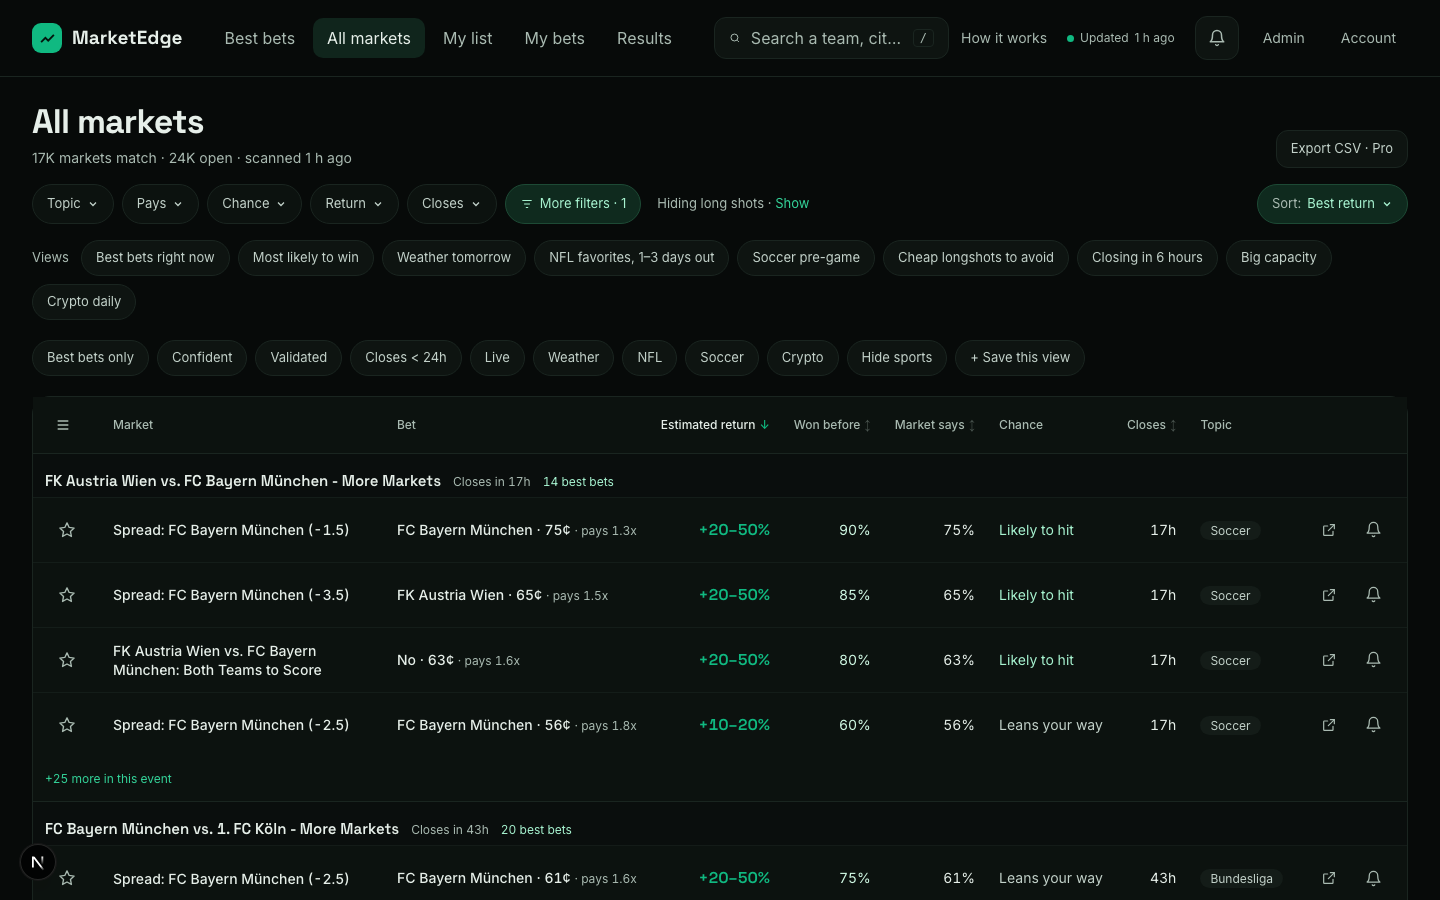 MarketEdge Best bets All markets My list My bets Results Search a team, cit... / How it works Updated 1 h ago Admin Account
All markets
17K markets match · 24K open · scanned 1 h ago
Export CSV · Pro
Topic Pays Chance Return Closes More filters · 1 Hiding long shots · Show Sort: Best return
Views Best bets right now Most likely to win Weather tomorrow NFL favorites, 1–3 days out Soccer pre-game Cheap longshots to avoid Closing in 6 hours Big capacity
Crypto daily
Best bets only Confident Validated Closes < 24h Live Weather NFL Soccer Crypto Hide sports + Save this view
Market Bet Estimated return ↓ Won before ↕ Market says ↕ Chance Closes ↕ Topic
FK Austria Wien vs. FC Bayern München - More Markets Closes in 17h 14 best bets
Spread: FC Bayern München (-1.5) FC Bayern München · 75¢ · pays 1.3x +20–50% 90% 75% Likely to hit 17h Soccer
Spread: FC Bayern München (-3.5) FK Austria Wien · 65¢ · pays 1.5x +20–50% 85% 65% Likely to hit 17h Soccer
FK Austria Wien vs. FC Bayern
München: Both Teams to Score No · 63¢ · pays 1.6x +20–50% 80% 63% Likely to hit 17h Soccer
Spread: FC Bayern München (-2.5) FC Bayern München · 56¢ · pays 1.8x +10–20% 60% 56% Leans your way 17h Soccer
+25 more in this event
FC Bayern München vs. 1. FC Köln - More Markets Closes in 43h 20 best bets
N Spread: FC Bayern München (-2.5) FC Bayern München · 61¢ · pays 1.6x +20–50% 75% 61% Leans your way 43h Bundesliga